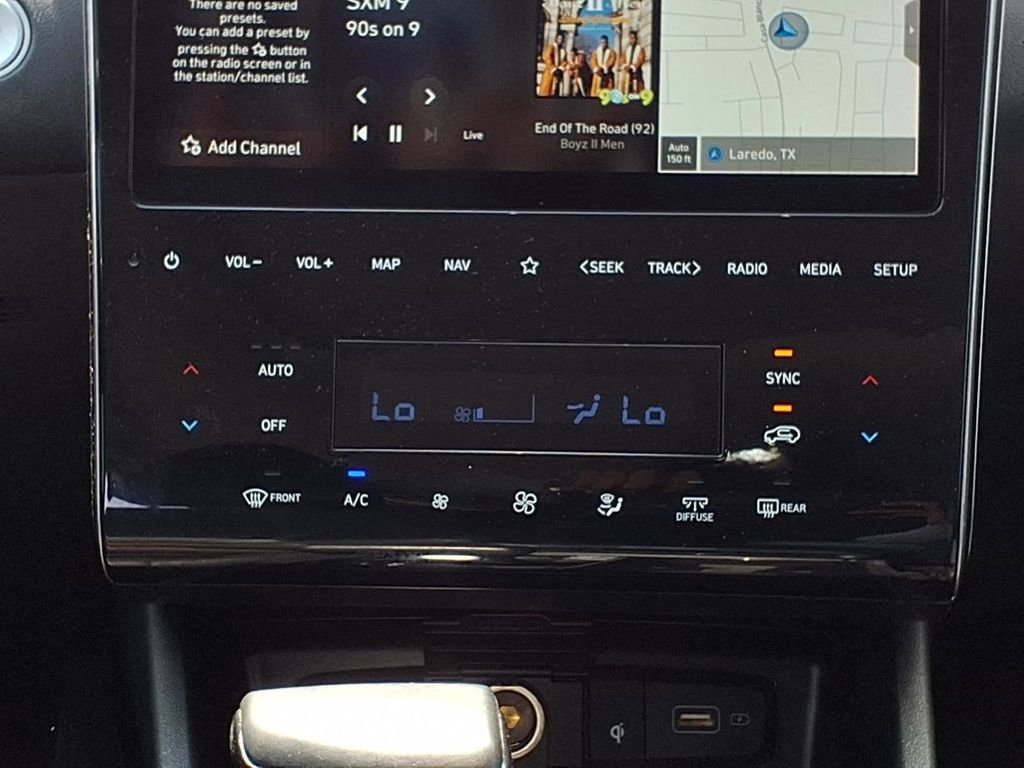 There are no saved
presets.
You can add a preset by
pressing the button
on the radio screen or in
the station/channel list.
Add Channel
SXM 9
90s on 9
Live
End Of The Road (92)
Boyz II Men
Auto
150 ft
Laredo, TX
VOL- VOL+ MAP NAV <SEEK TRACK> RADIO MEDIA SETUP
AUTO
SYNC
Lo Lo
OFF
FRONT
A/C
DIFFUSE
REAR